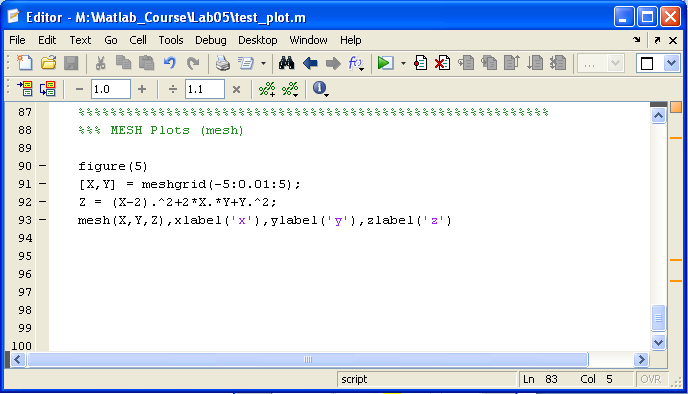 Editor - M:\Matlab_Course\Lab05\test_plot.m
File Edit Text Go Cell Tools Debug Desktop Window Help
1.0 1.1
87 %%%%%%%%%%%%%%%%%%%%%%%%%%%%%%%%%%%%%%%%%%%%%%%%%%%%%%%%%%%
88 %%% MESH Plots (mesh)
89
90 – figure(5)
91 – [X,Y] = meshgrid(-5:0.01:5);
92 – Z = (X-2).^2+2*X.*Y+Y.^2;
93 – mesh(X,Y,Z),xlabel('x'),ylabel('y'),zlabel('z')
94
95
96
97
98
99
100
script Ln 83 Col 5 OVR